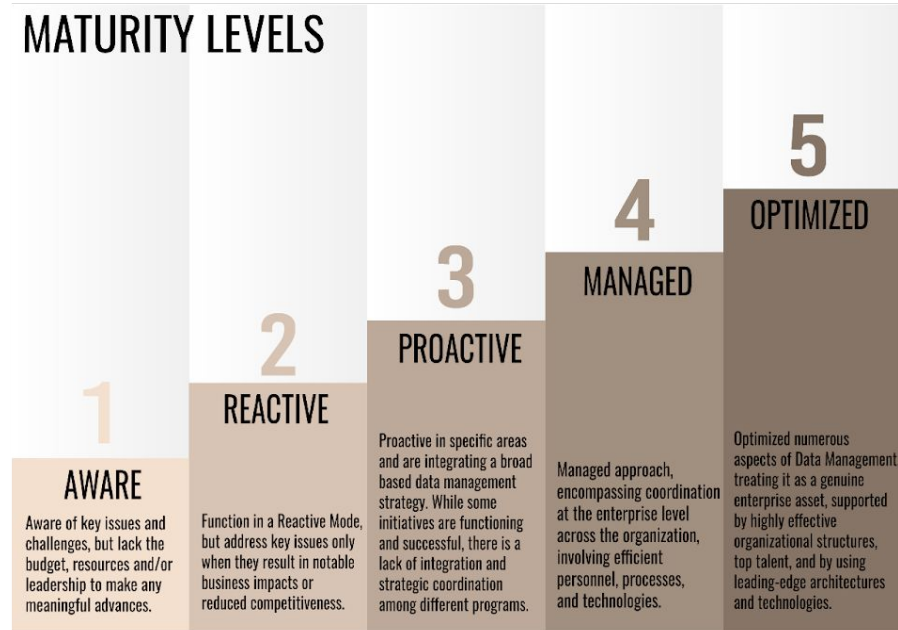 MATURITY LEVELS
1
AWARE
Aware of key issues and
challenges, but lack the
budget, resources and/or
leadership to make any
meaningful advances.
2
REACTIVE
Function in a Reactive Mode,
but address key issues only
when they result in notable
business impacts or
reduced competitiveness.
3
PROACTIVE
Proactive in specific areas
and are integrating a broad
based data management
strategy. While some
initiatives are functioning
and successful, there is a
lack of integration and
strategic coordination
among different programs.
4
MANAGED
Managed approach,
encompassing coordination
at the enterprise level
across the organization,
involving efficient
personnel, processes,
and technologies.
5
OPTIMIZED
Optimized numerous
aspects of Data Management
treating it as a genuine
enterprise asset, supported
by highly effective
organizational structures,
top talent, and by using
leading-edge architectures
and technologies.